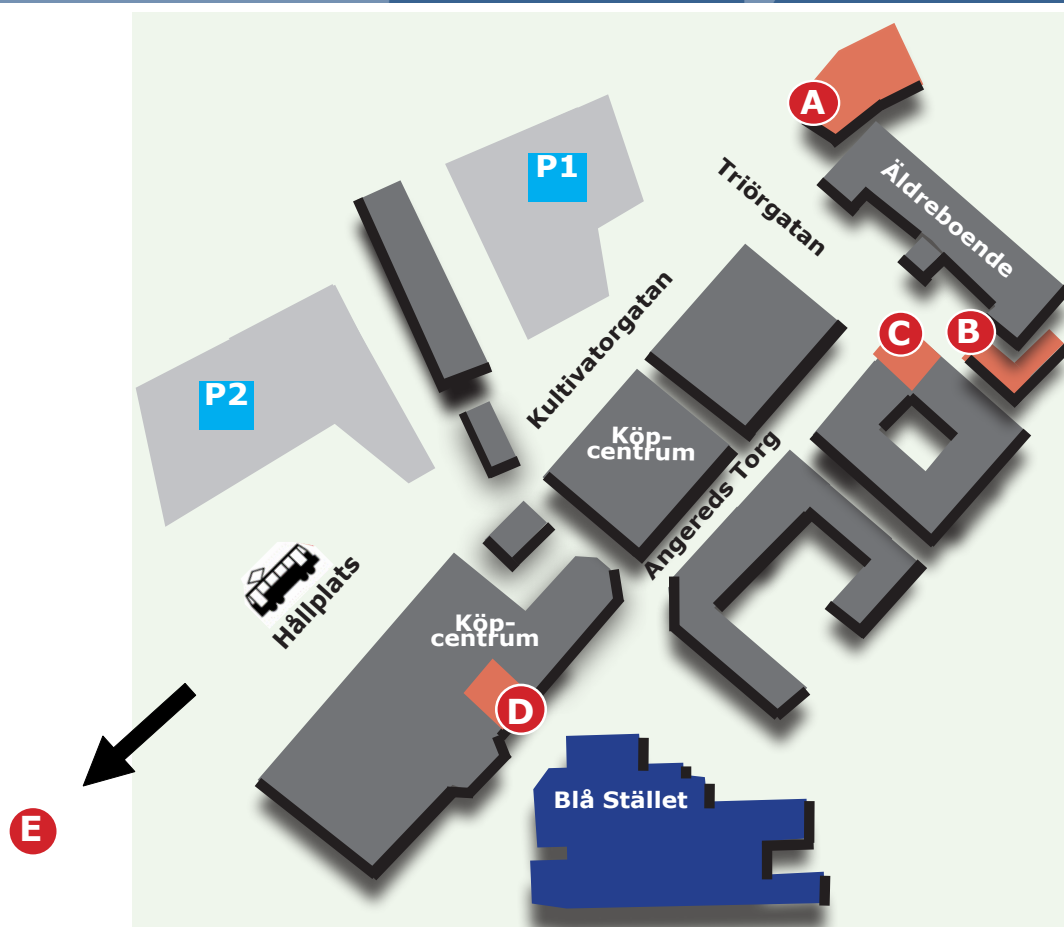 A
P1
Triörgatan
Äldreboende
Kultivatorgatan
C
B
P2
Köp-
centrum
Angereds Torg
Hållplats
Köp-
centrum
D
Blå Stället
E